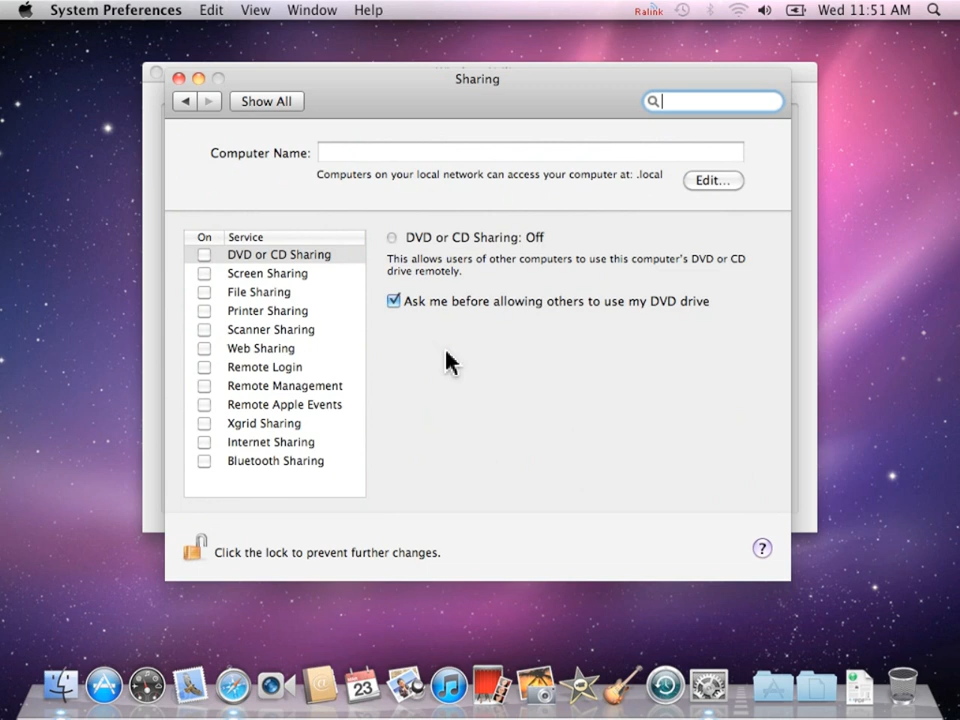 System Preferences Edit View Window Help Ralink Wed 11:51 AM
Sharing
Show All
Computer Name:
Computers on your local network can access your computer at: .local
Edit...
On Service
DVD or CD Sharing
Screen Sharing
File Sharing
Printer Sharing
Scanner Sharing
Web Sharing
Remote Login
Remote Management
Remote Apple Events
Xgrid Sharing
Internet Sharing
Bluetooth Sharing
DVD or CD Sharing: Off
This allows users of other computers to use this computer's DVD or CD
drive remotely.
Ask me before allowing others to use my DVD drive
Click the lock to prevent further changes.
?
23